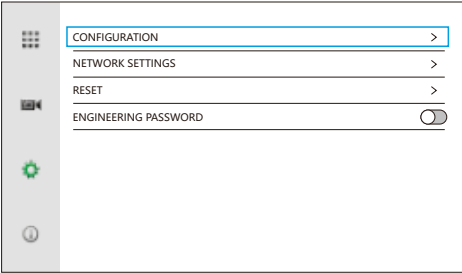 CONFIGURATION
NETWORK SETTINGS
RESET
ENGINEERING PASSWORD